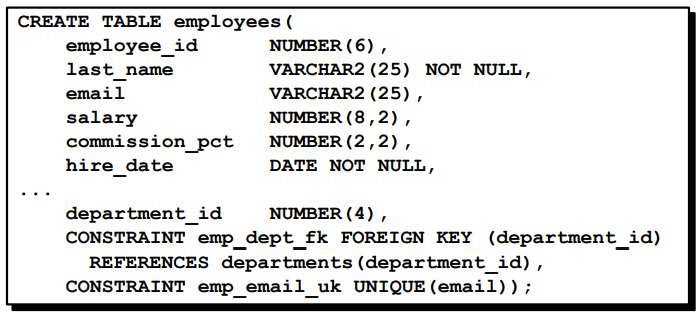 CREATE TABLE employees(
employee_id NUMBER(6),
last_name VARCHAR2(25) NOT NULL,
email VARCHAR2(25),
salary NUMBER(8,2),
commission_pct NUMBER(2,2),
hire_date DATE NOT NULL,
...
department_id NUMBER(4),
CONSTRAINT emp_dept_fk FOREIGN KEY (department_id)
REFERENCES departments(department_id),
CONSTRAINT emp_email_uk UNIQUE(email));